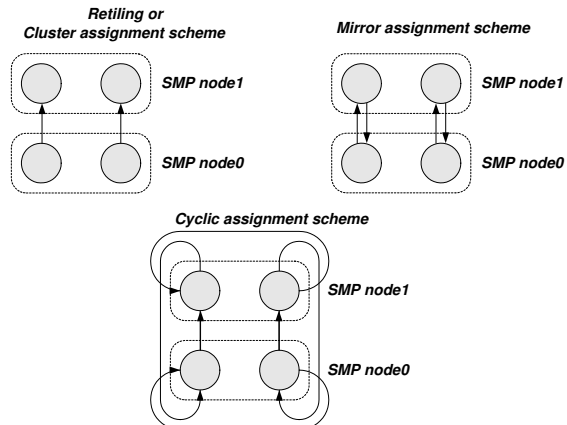 Retiling or
Cluster assignment scheme
Mirror assignment scheme
SMP node1
SMP node1
SMP node0
SMP node0
Cyclic assignment scheme
SMP node1
SMP node0